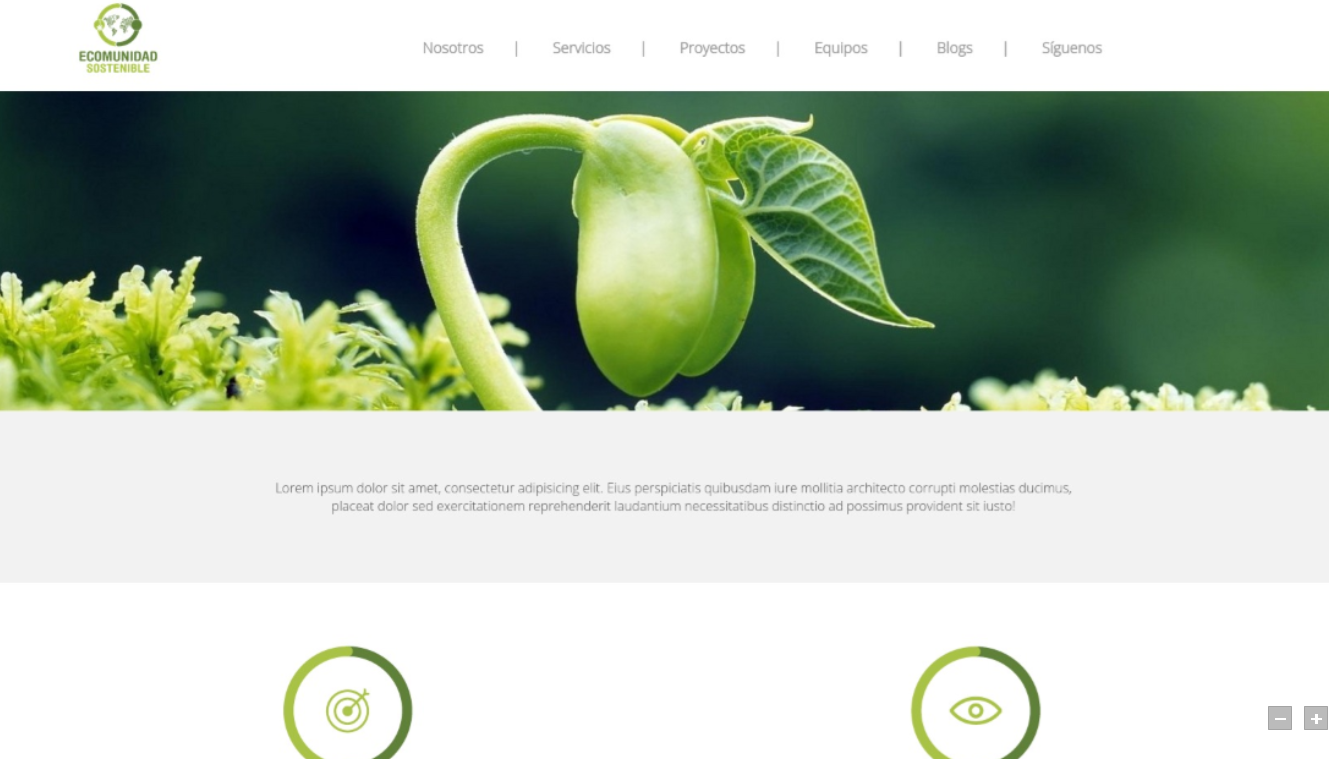 ECOMUNIDAD
SOSTENIBLE
Nosotros | Servicios | Proyectos | Equipos | Blogs | Síguenos
Lorem ipsum dolor sit amet, consectetur adipisicing elit. Eius perspiciatis quibusdam iure mollitia architecto corrupti molestias ducimus,
placeat dolor sed exercitationem reprehenderit laudantium necessitatibus distinctio ad possimus provident sit iusto!